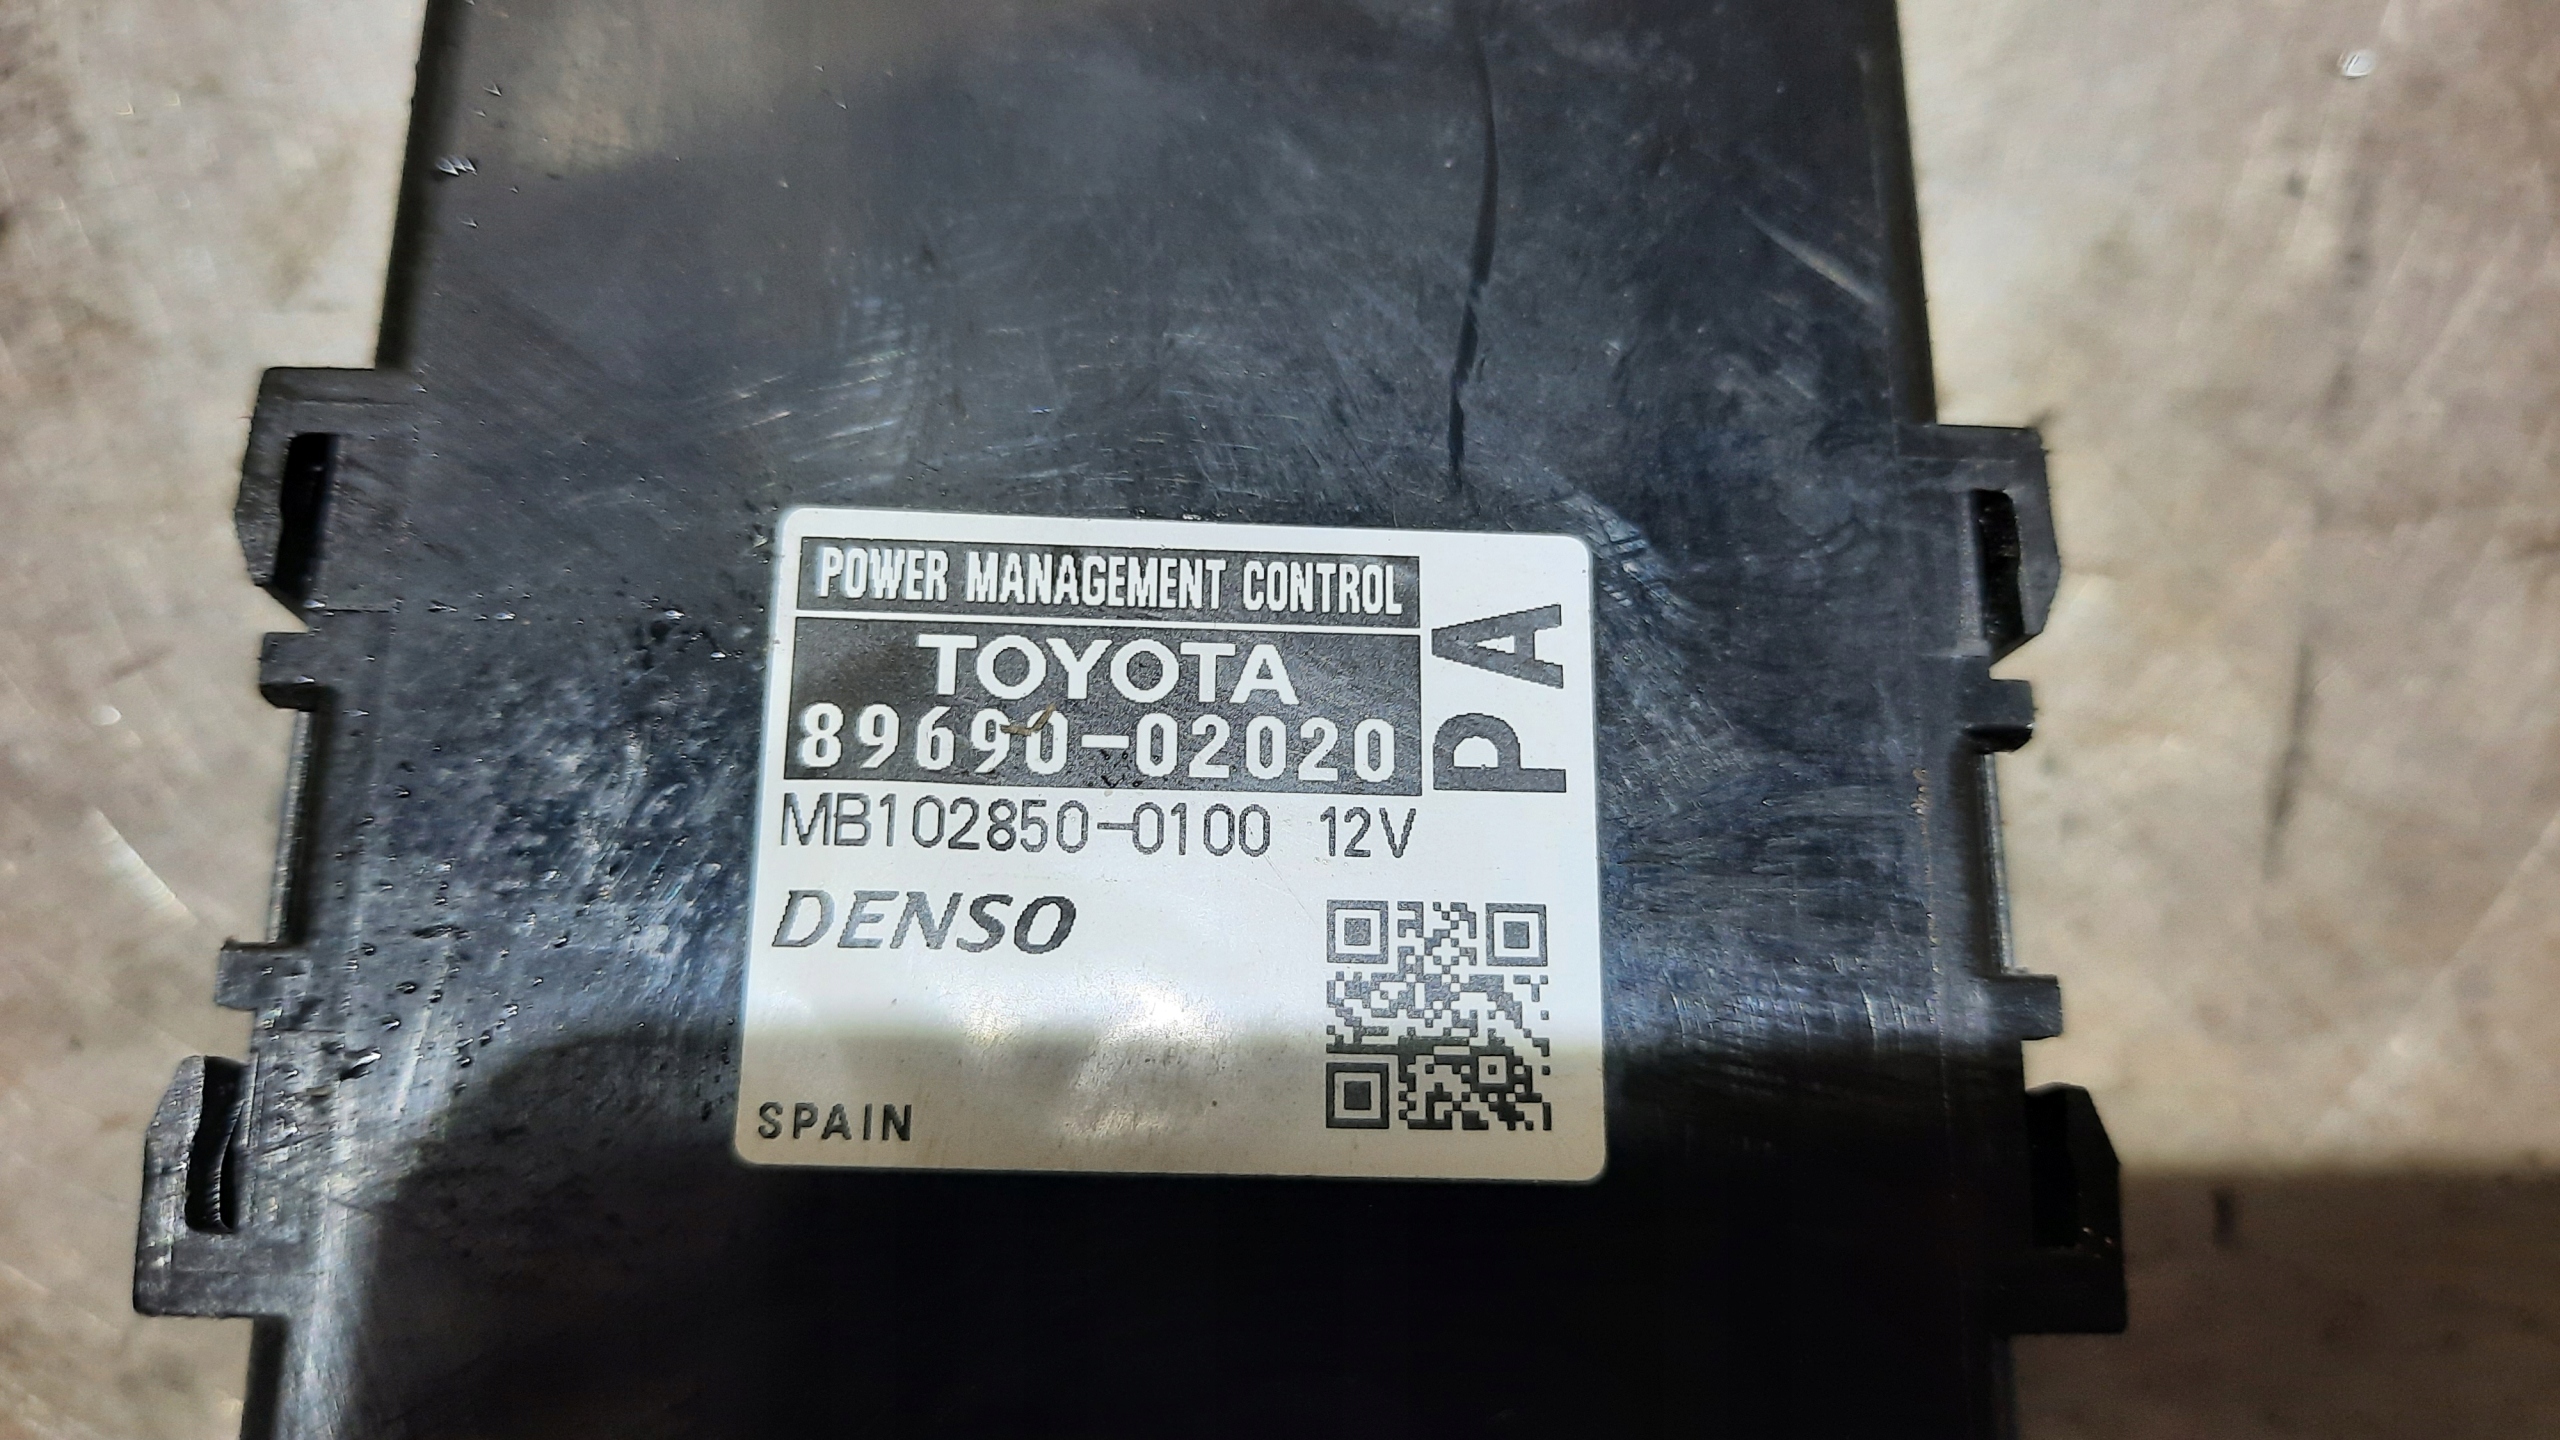 POWER MANAGEMENT CONTROL
TOYOTA
89690-02020
PA
MB102850-0100 12V
DENSO
SPAIN